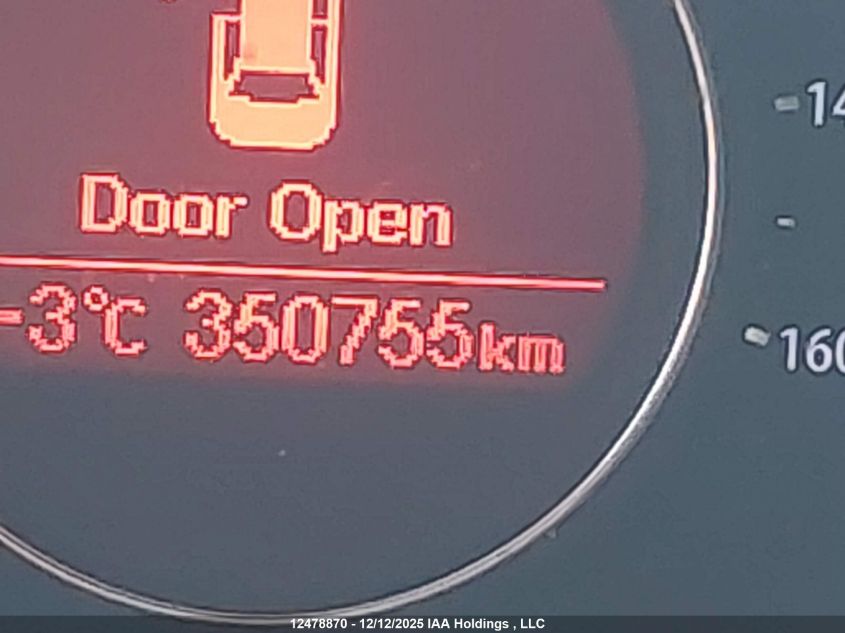 14
Door Open
-3°C 350755km
160
12478870 - 12/12/2025 IAA Holdings , LLC